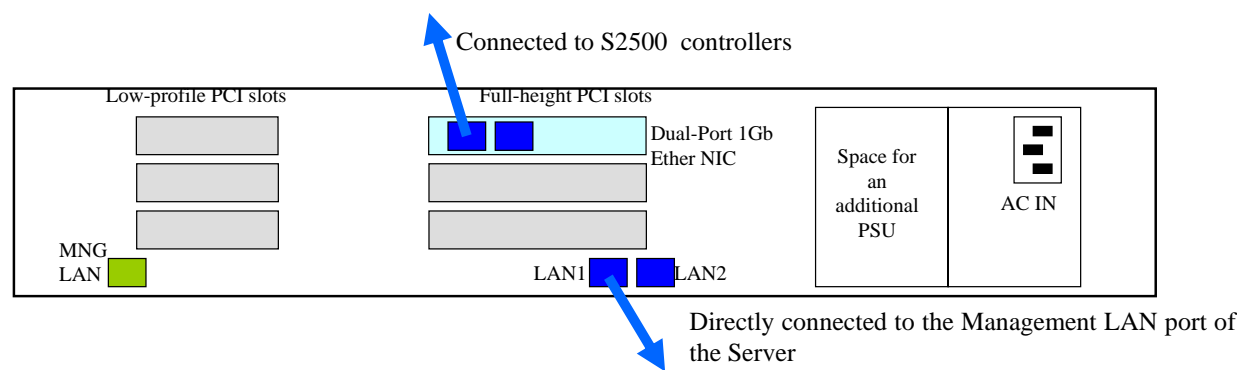 Connected to S2500 controllers
Low-profile PCI slots
Full-height PCI slots
Dual-Port 1Gb
Ether NIC
Space for
an
additional
PSU
AC IN
MNG
LAN
LAN1
LAN2
Directly connected to the Management LAN port of
the Server